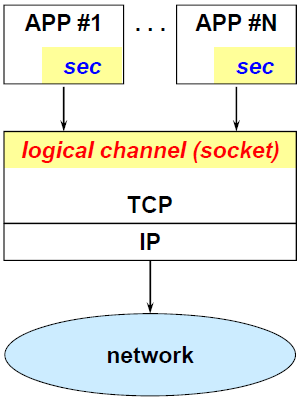 APP #1 . . . APP #N
sec sec
logical channel (socket)
TCP
IP
network